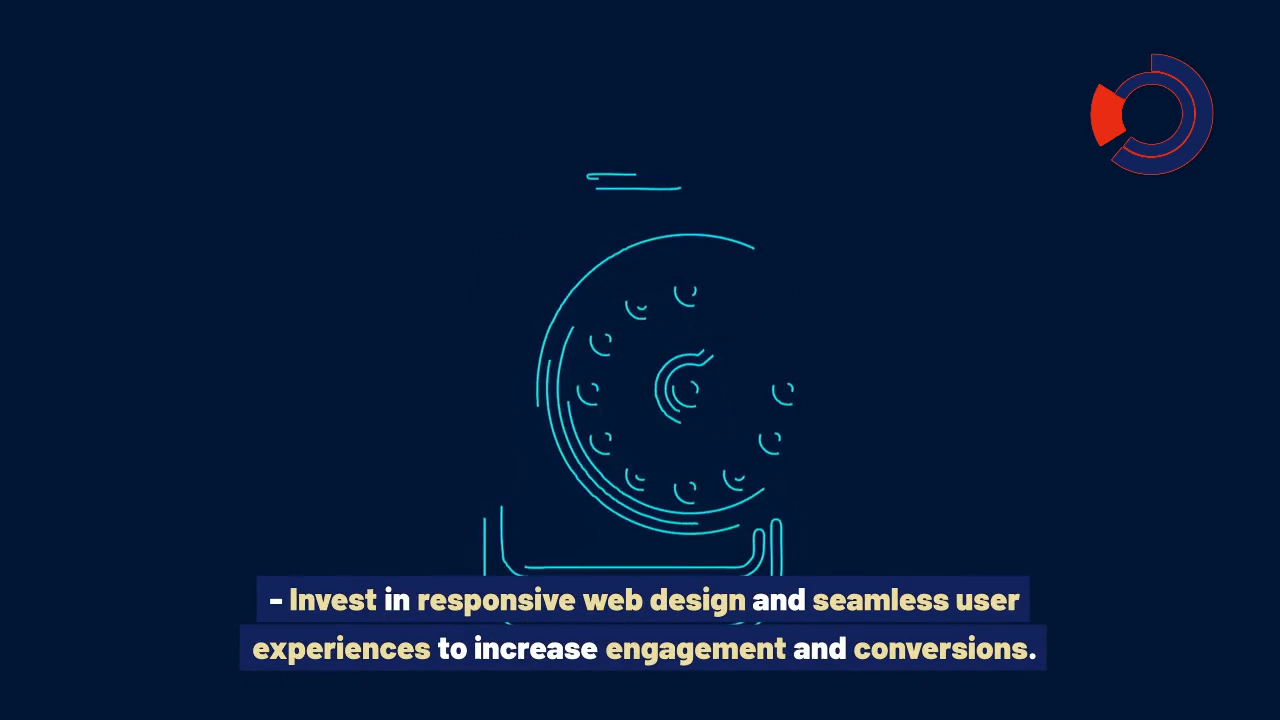 - Invest in responsive web design and seamless user
experiences to increase engagement and conversions.